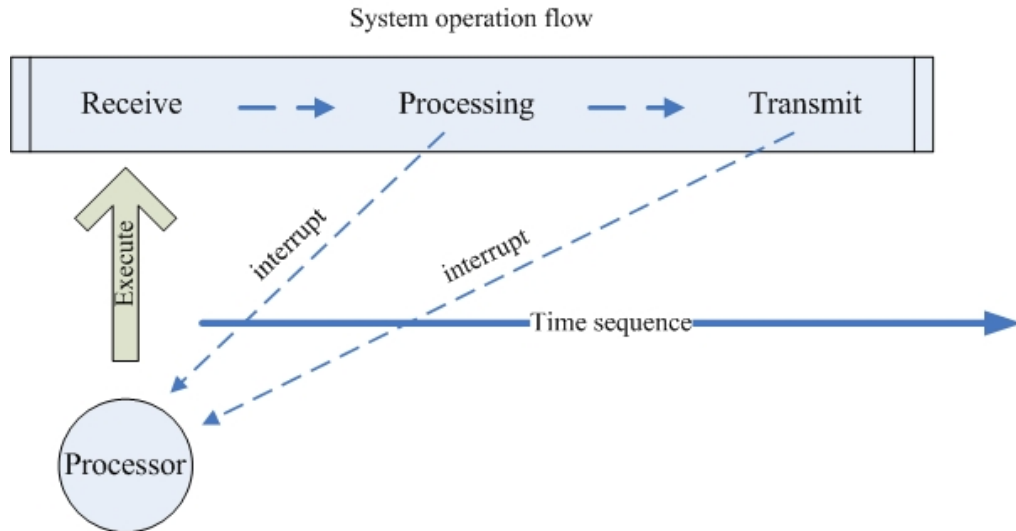 System operation flow
Receive
Processing
Transmit
interrupt
interrupt
Execute
Time sequence
Processor